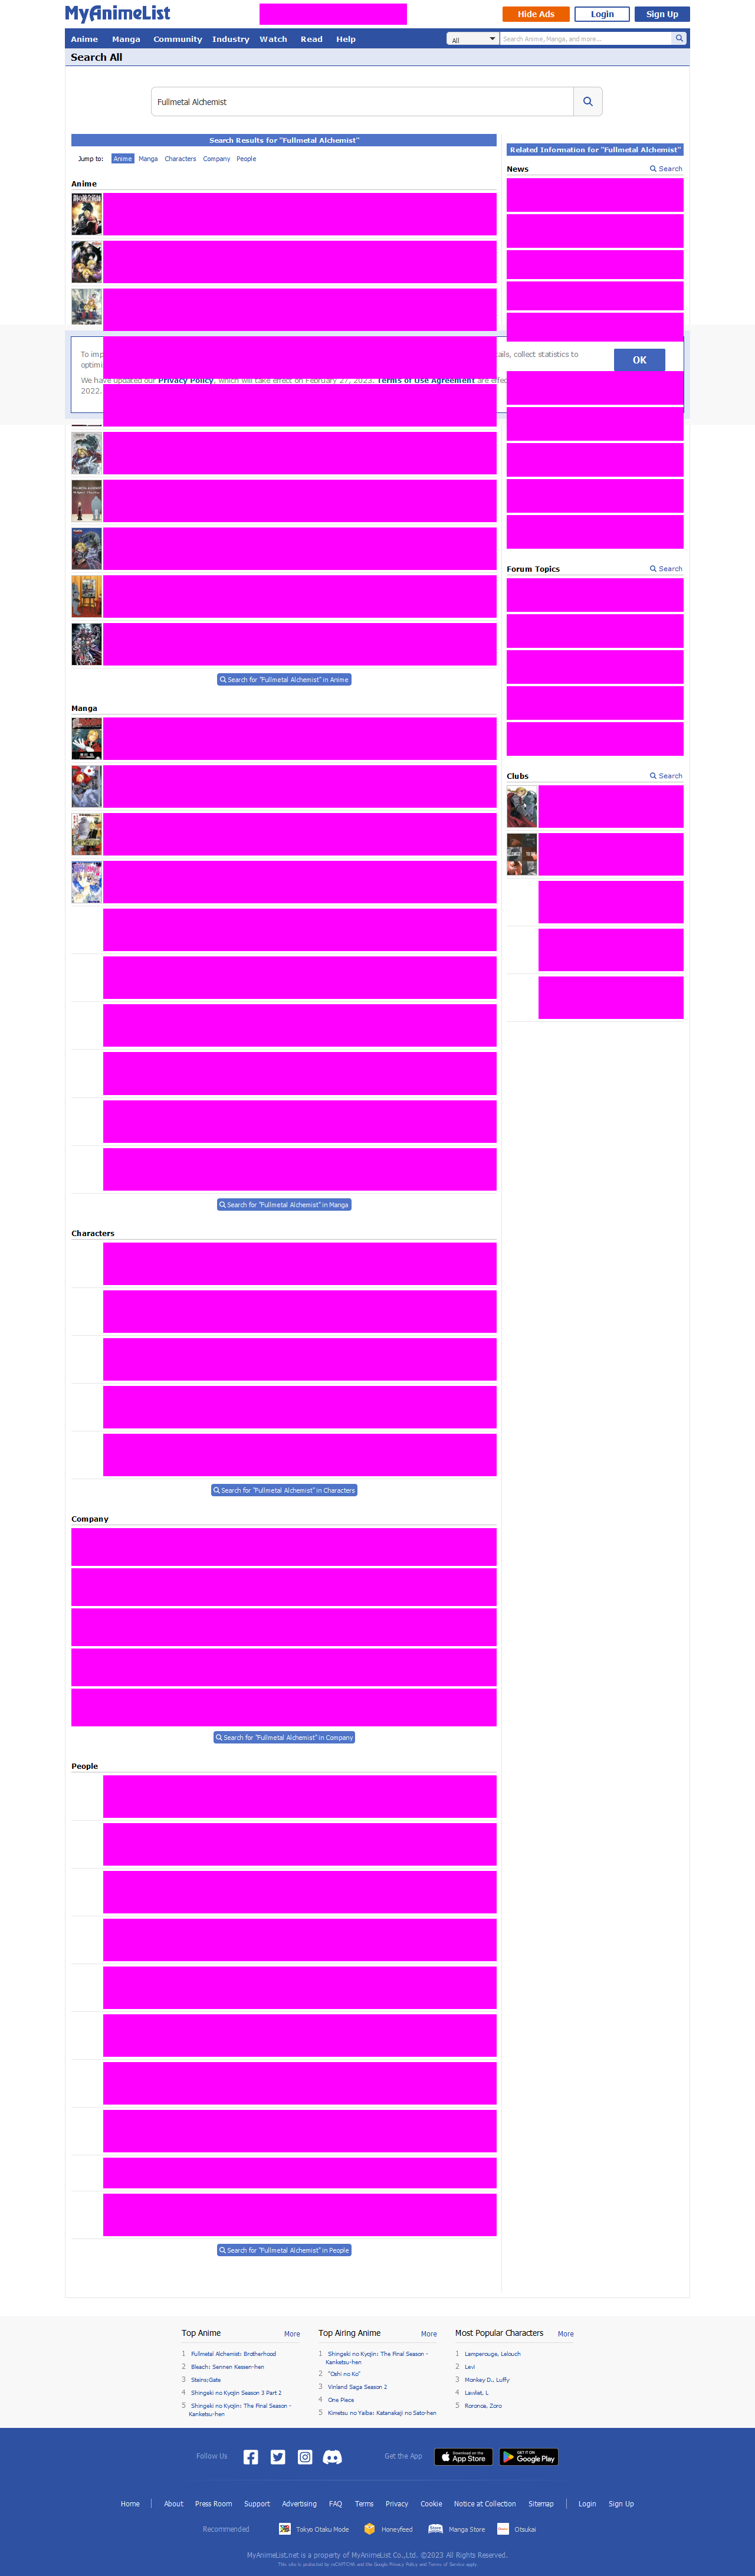 MyAnimeList
Hide Ads
Login
Sign Up
Anime Manga Community Industry Watch Read Help
All
Search Anime, Manga, and more...
Search All
Fullmetal Alchemist
Search Results for "Fullmetal Alchemist"
Jump to: Anime Manga Characters Company People
Related Information for "Fullmetal Alchemist"
News
Search
Anime
To imp
ails, collect statistics to
optimi
OK
We have updated our Privacy Policy, which will take effect on February 27, 2023. Terms of Use Agreement are effec
2022.
Search for "Fullmetal Alchemist" in Anime
Forum Topics
Search
Manga
Clubs
Search
Search for "Fullmetal Alchemist" in Manga
Characters
Search for "Fullmetal Alchemist" in Characters
Company
Search for "Fullmetal Alchemist" in Company
People
Search for "Fullmetal Alchemist" in People
Top Anime
More
1 Fullmetal Alchemist: Brotherhood
2 Bleach: Sennen Kessen-hen
3 Steins;Gate
4 Shingeki no Kyojin Season 3 Part 2
5 Shingeki no Kyojin: The Final Season -
Kanketsu-hen
Top Airing Anime
More
1 Shingeki no Kyojin: The Final Season -
Kanketsu-hen
2 "Oshi no Ko"
3 Vinland Saga Season 2
4 One Piece
5 Kimetsu no Yaiba: Katanakaji no Sato-hen
Most Popular Characters
More
1 Lamperouge, Lelouch
2 Levi
3 Monkey D., Luffy
4 Lawliet, L
5 Roronoa, Zoro
Follow Us
Get the App
Download on the
App Store
GET IT ON
Google Play
Home About Press Room Support Advertising FAQ Terms Privacy Cookie Notice at Collection Sitemap Login Sign Up
Recommended Tokyo Otaku Mode Honeyfeed Manga Store Otsukai
MyAnimeList.net is a property of MyAnimeList Co.,Ltd. ©2023 All Rights Reserved.
This site is protected by reCAPTCHA and the Google Privacy Policy and Terms of Service apply.